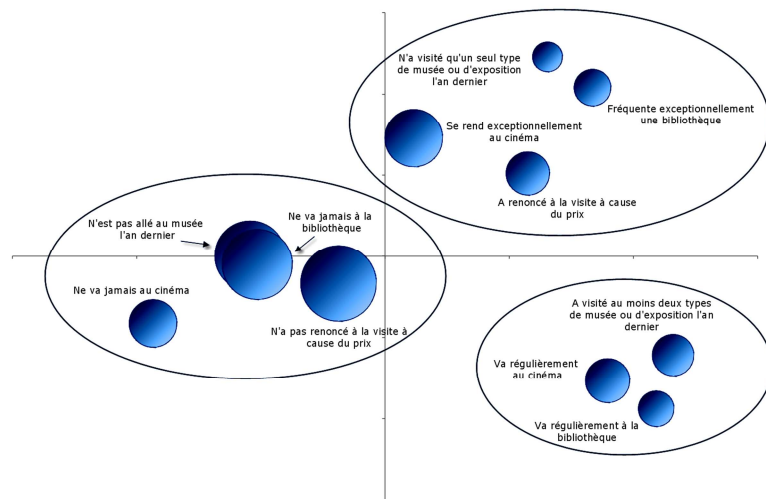 N'a visité qu'un seul type
de musée ou d'exposition
l'an dernier
Fréquente exceptionnellement
une bibliothèque
Se rend exceptionnellement
au cinéma
A renoncé à la visite à cause
du prix
N'est pas allé au musée
l'an dernier
Ne va jamais à la
bibliothèque
Ne va jamais au cinéma
N'a pas renoncé à la visite à
cause du prix
A visité au moins deux types
de musée ou d'exposition l'an
dernier
Va régulièrement
au cinéma
Va régulièrement à la
bibliothèque